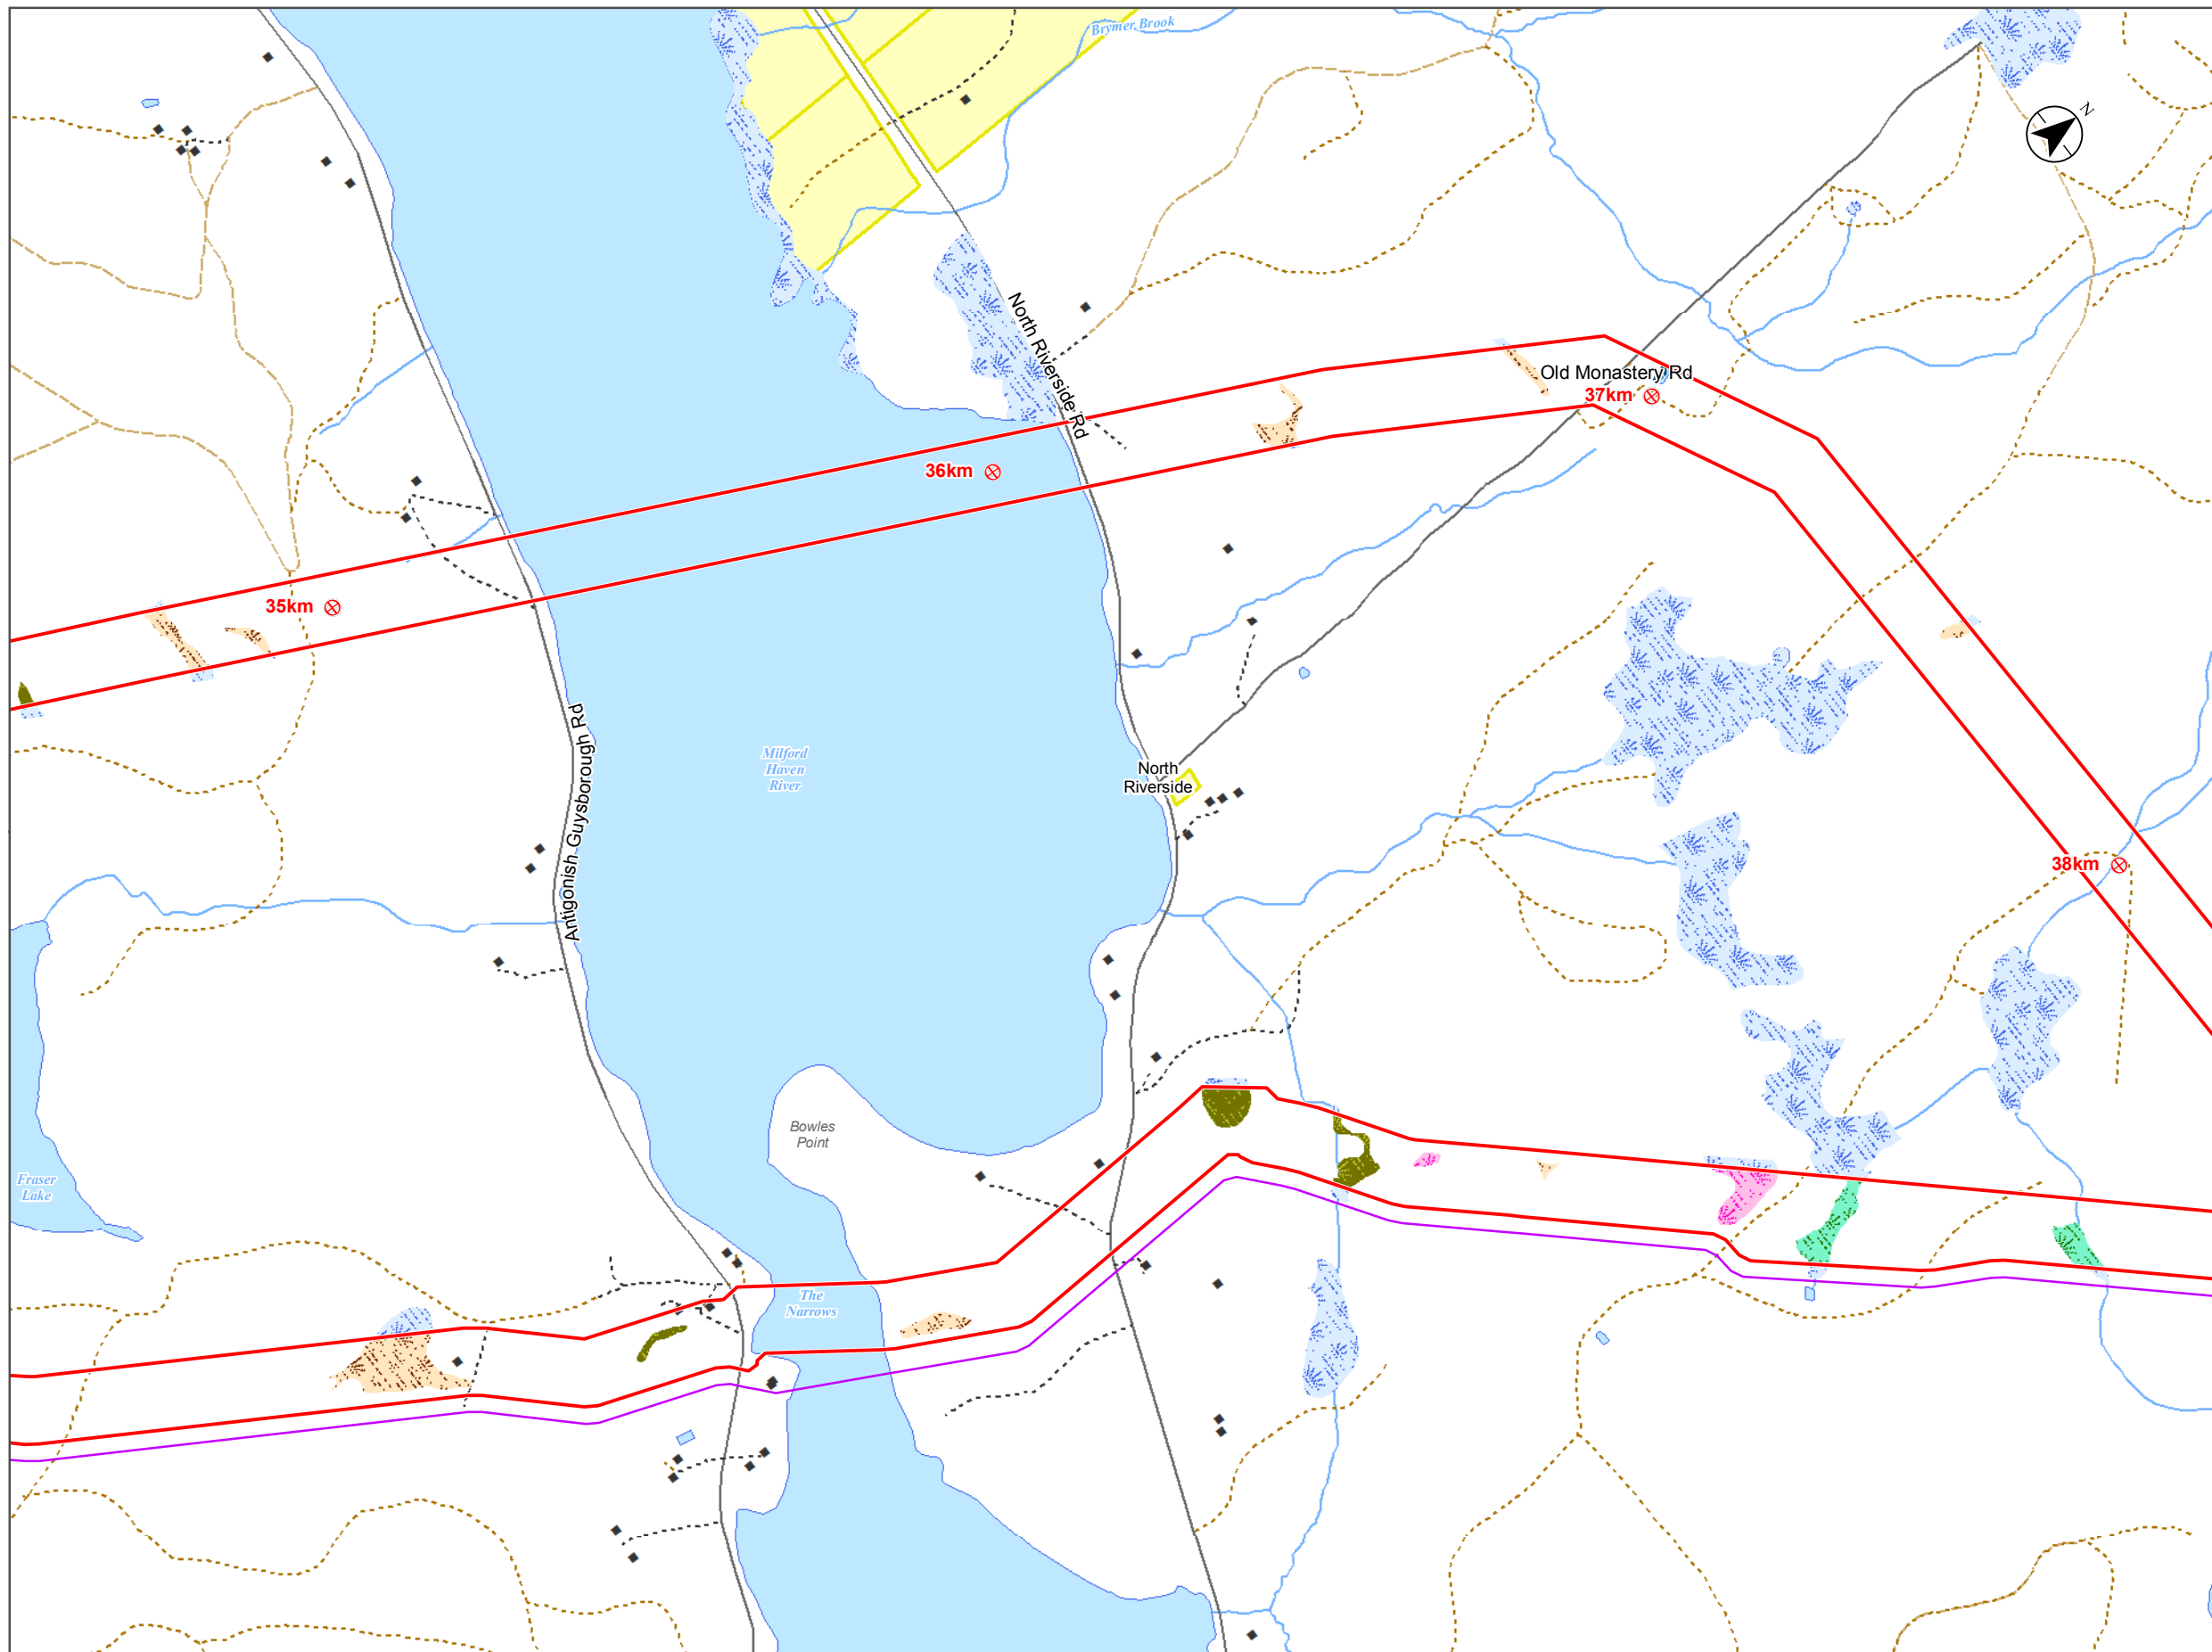 Brymer Brook
N
North Riverside Rd
Old Monastery Rd
37km
36km
35km
Antigonish Guysborough Rd
Milford
Haven
River
North
Riverside
38km
Bowles
Point
Fraser
Lake
The
Narrows